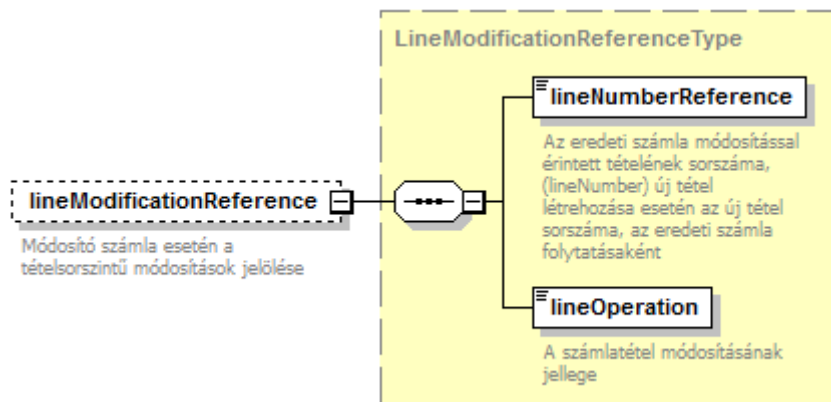 LineModificationReferenceType
lineModificationReference
Módosító számla esetén a
tételsorszintű módosítások jelölése
lineNumberReference
Az eredeti számla módosítással
érintett tételének sorszáma,
(lineNumber) új tétel
létrehozása esetén az új tétel
sorszáma, az eredeti számla
folytatásaként
lineOperation
A számlatétel módosításának
jellege